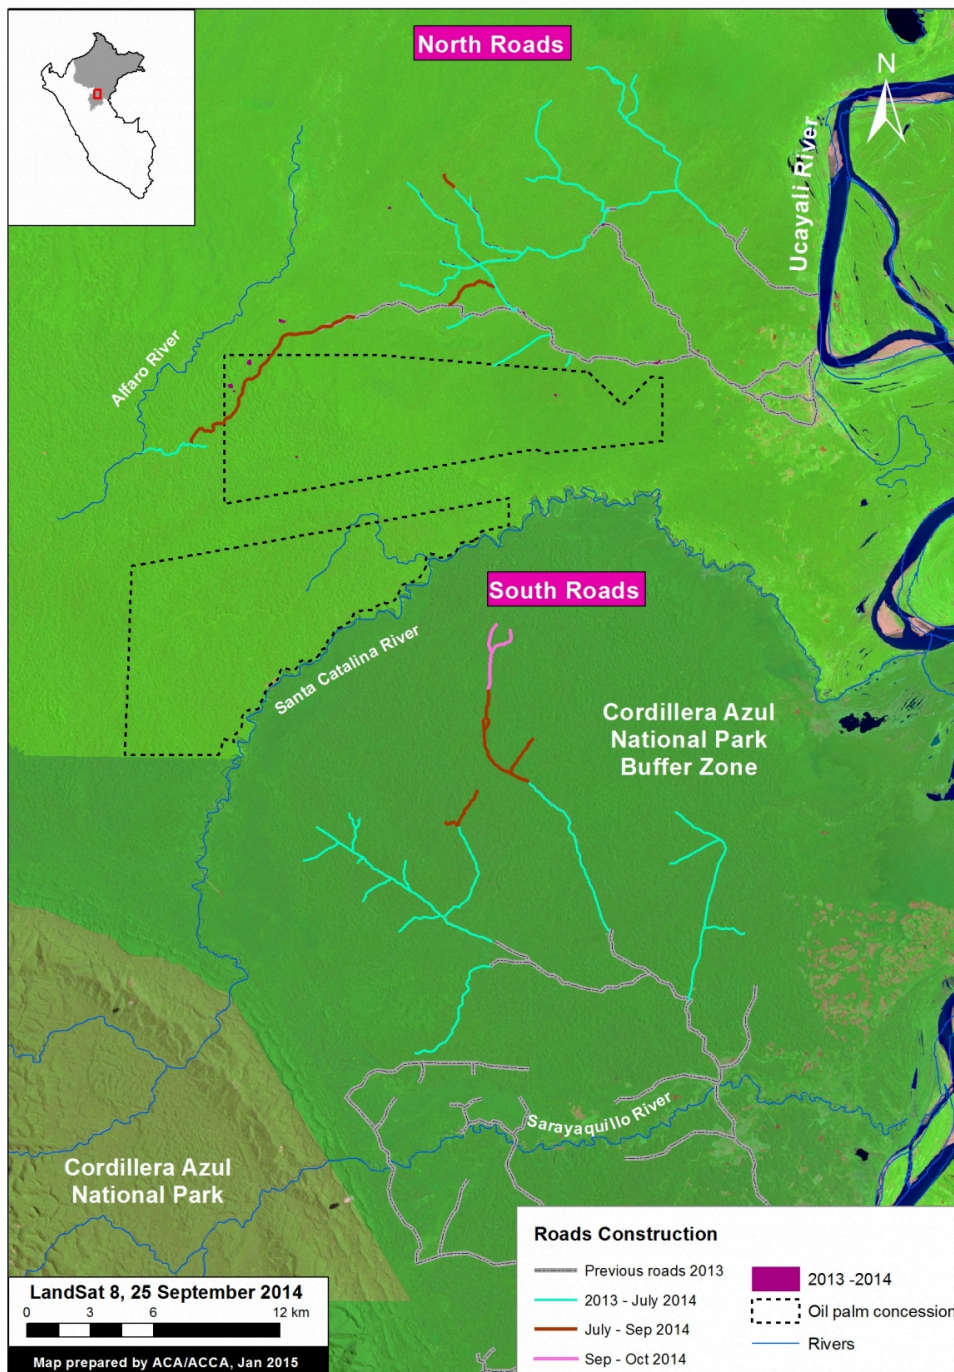 North Roads
N
Ucayali River
Alfaro River
South Roads
Santa Catalina River
Cordillera Azul
National Park
Buffer Zone
Sarayaquillo River
Cordillera Azul
National Park
LandSat 8, 25 September 2014
0 3 6 12 km
Map prepared by ACA/ACCA, Jan 2015
Roads Construction
Previous roads 2013
2013 - July 2014
July - Sep 2014
Sep - Oct 2014
2013 -2014
Oil palm concession
Rivers